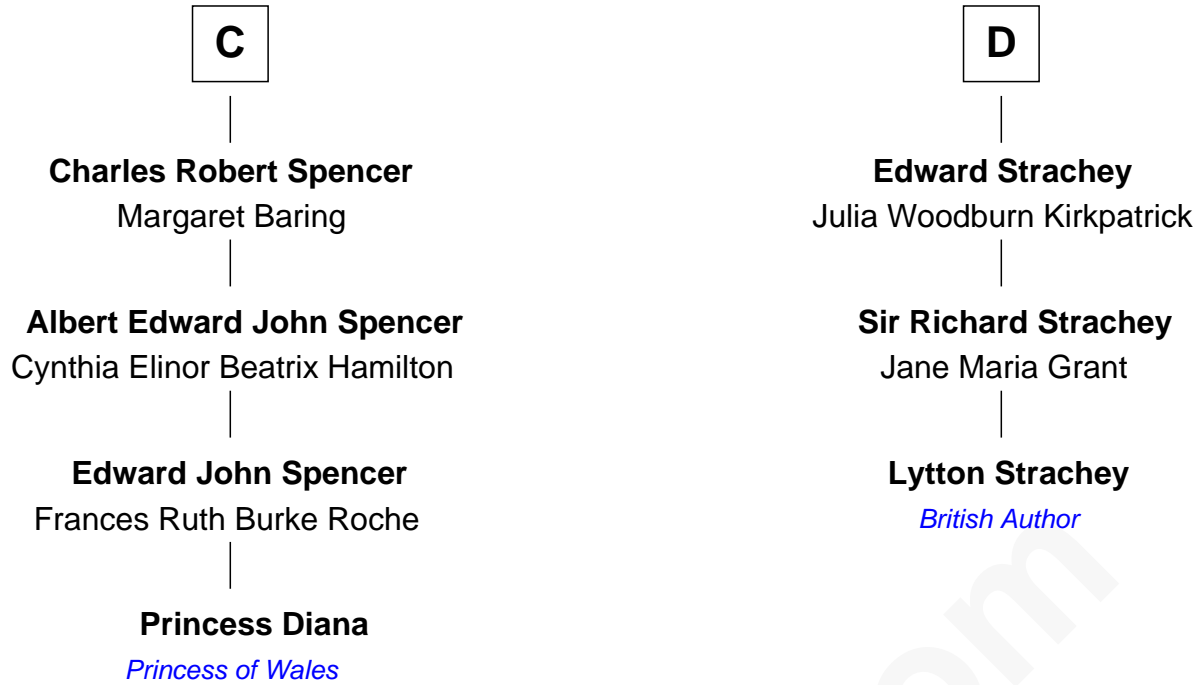 C
Charles Robert Spencer
Margaret Baring
Albert Edward John Spencer
Cynthia Elinor Beatrix Hamilton
Edward John Spencer
Frances Ruth Burke Roche
Princess Diana
Princess of Wales
D
Edward Strachey
Julia Woodburn Kirkpatrick
Sir Richard Strachey
Jane Maria Grant
Lytton Strachey
British Author
om